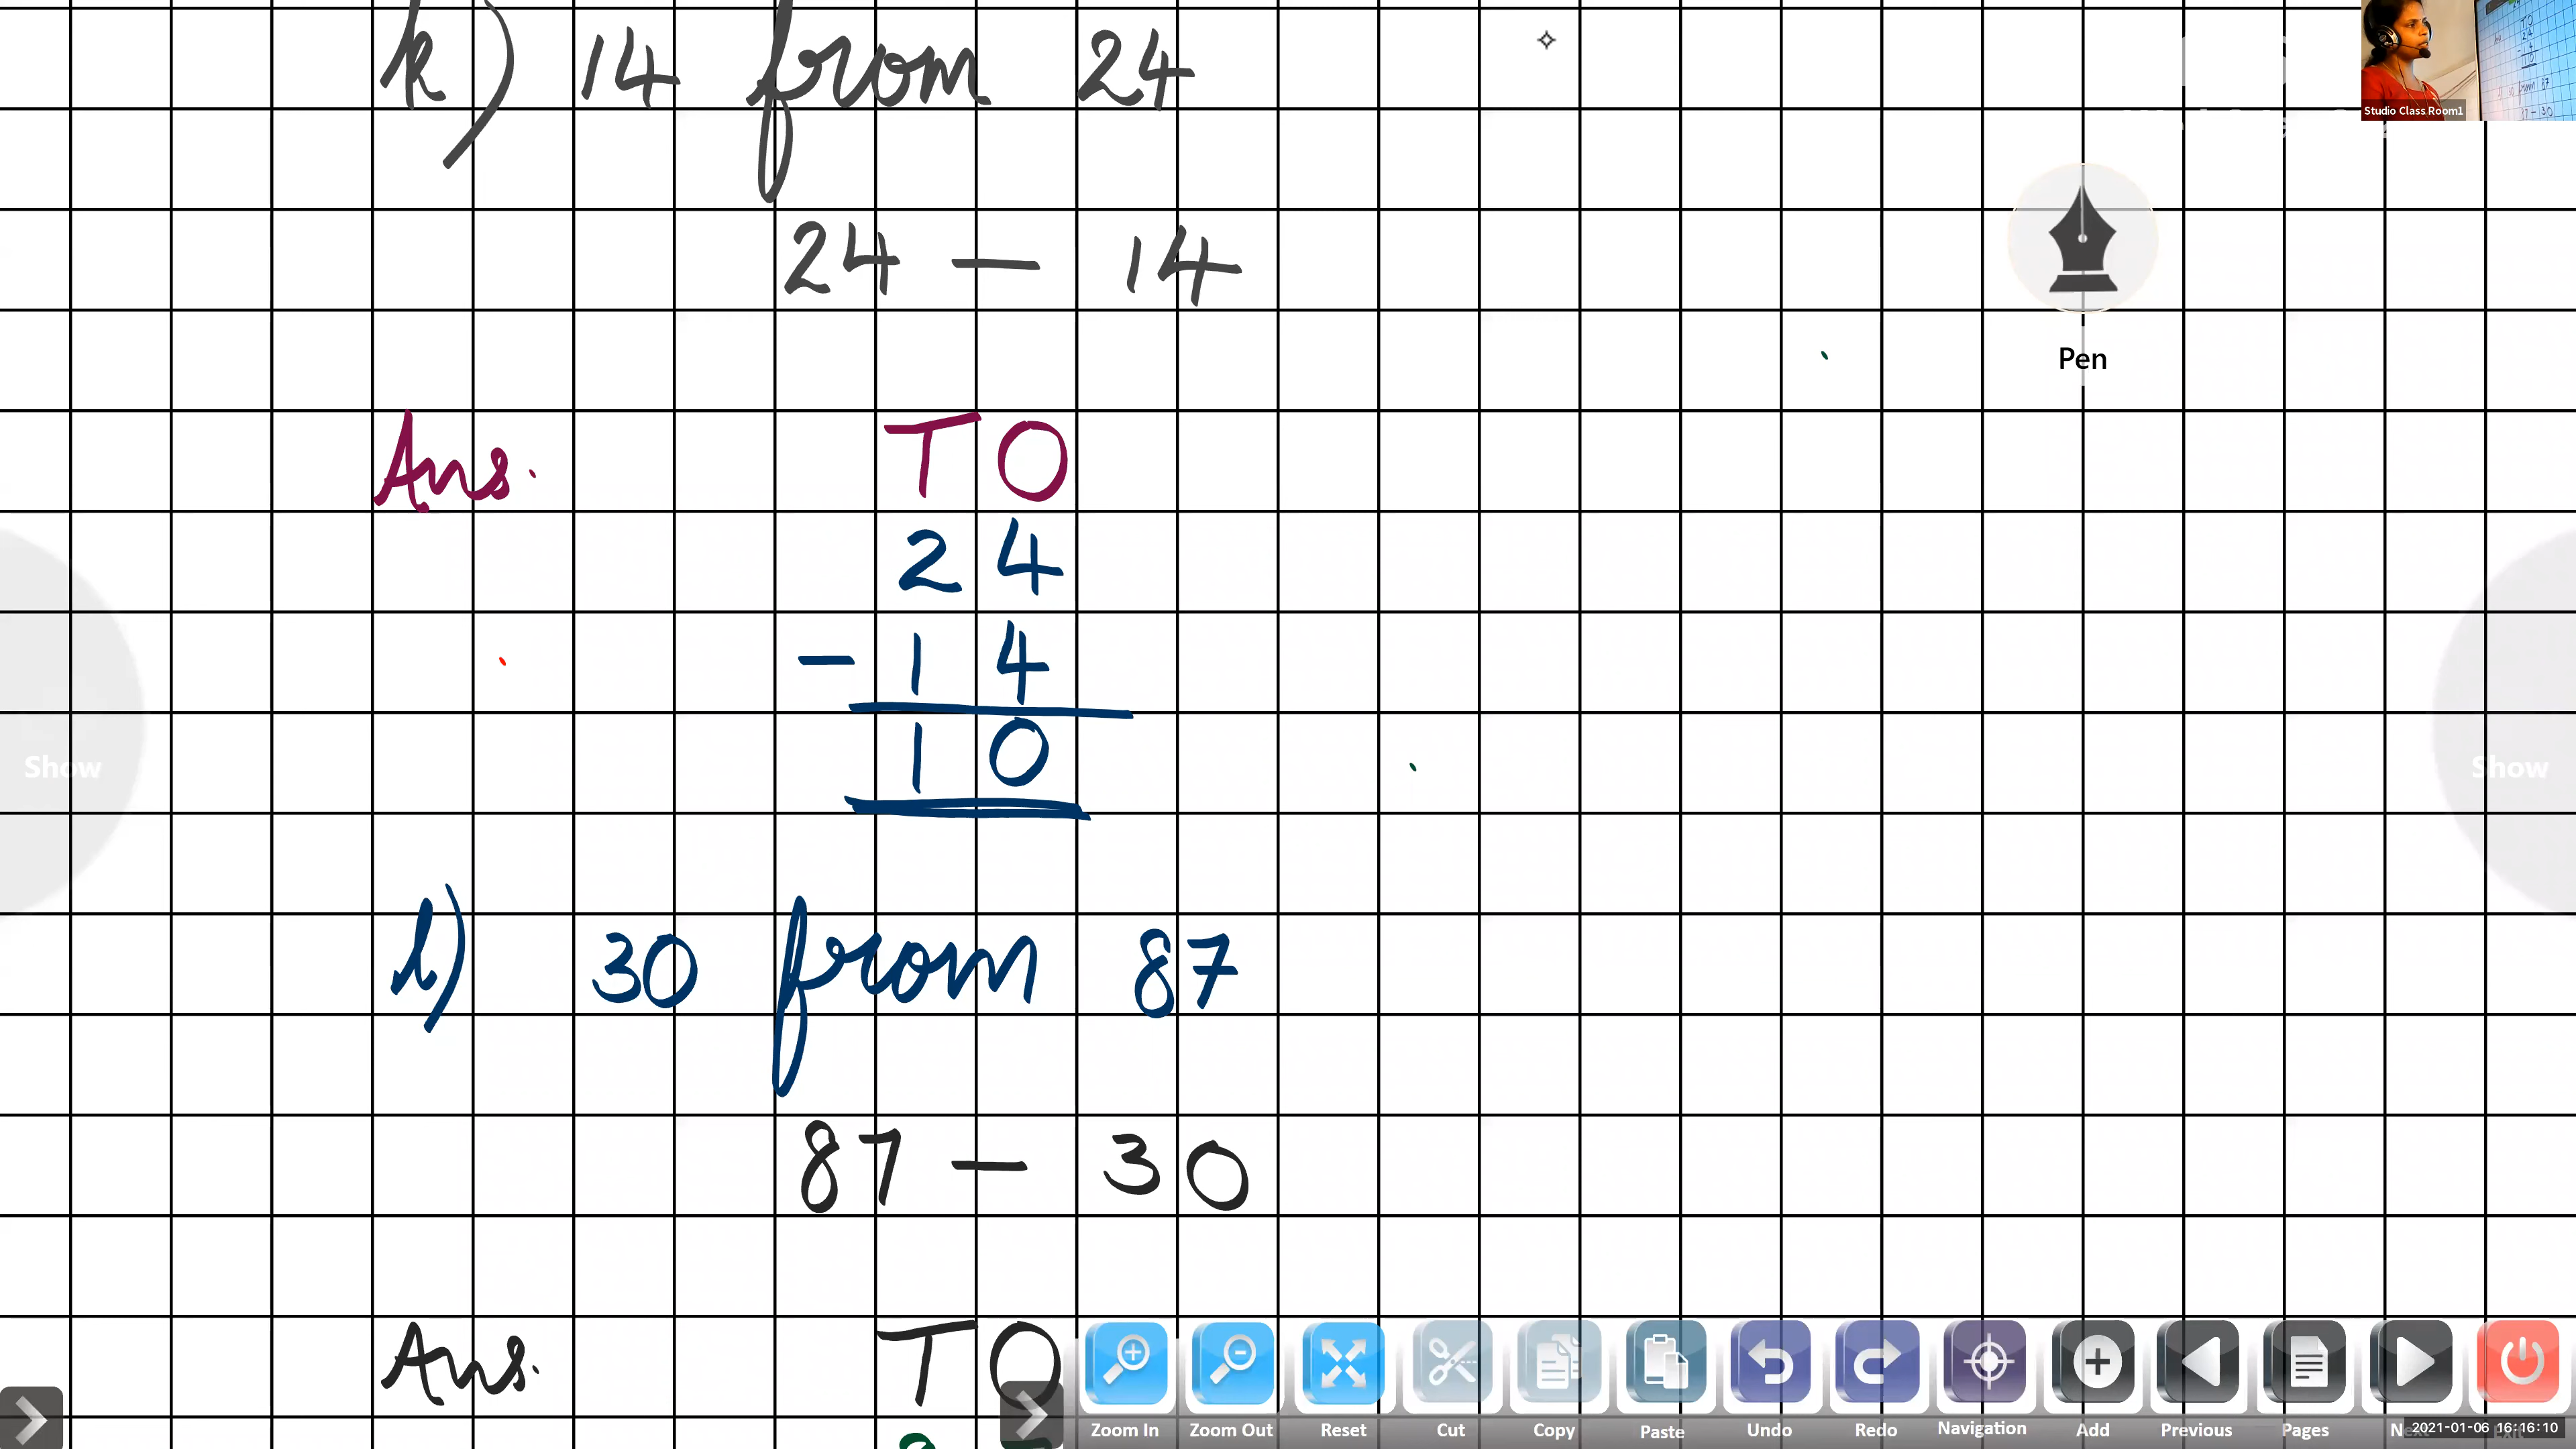 k) 14 from 24
Studio Class Room1
24 — 14
Pen
Ans. T O
2 4
- 1 4
1 0
Show
Show
l) 30 from 87
87 — 30
Ans. T O
Zoom In Zoom Out Reset Cut Copy Paste Undo Redo Navigation Add Previous Pages
2021-01-06 16:16:10